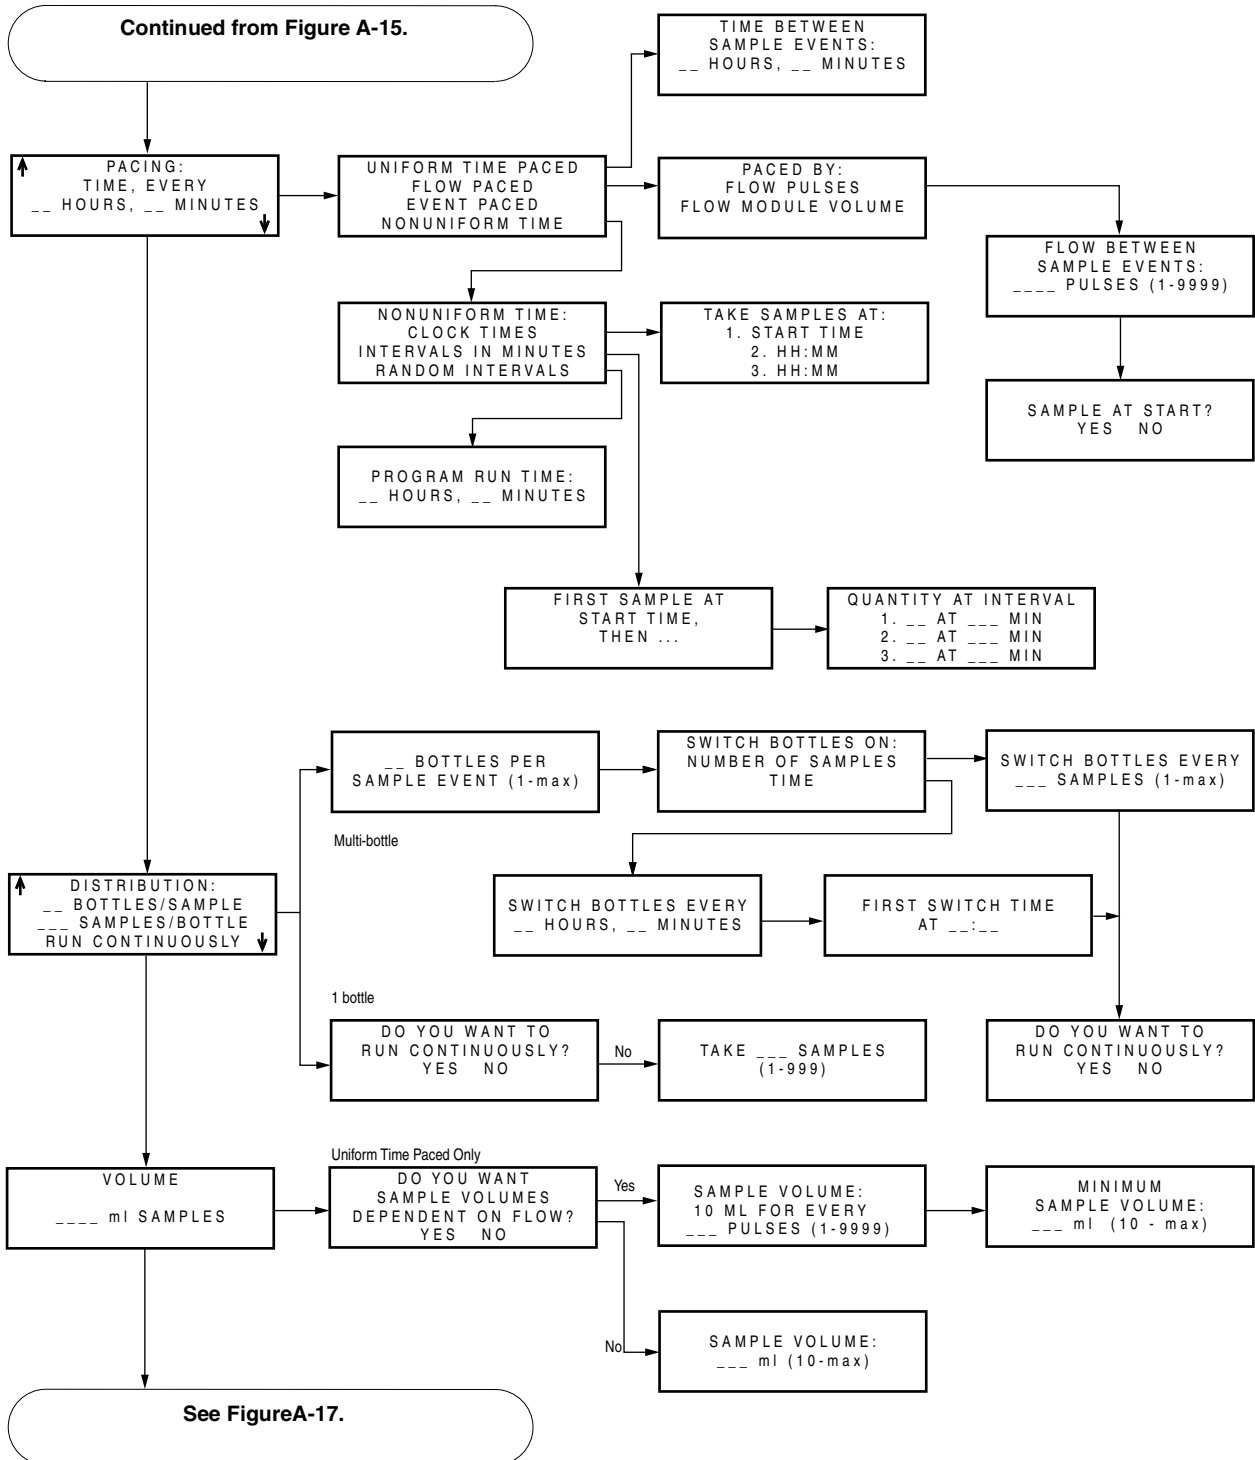 Continued from Figure A-15.
TIME BETWEEN
SAMPLE EVENTS:
__ HOURS, __ MINUTES
PACING:
TIME, EVERY
__ HOURS, __ MINUTES
UNIFORM TIME PACED
FLOW PACED
EVENT PACED
NONUNIFORM TIME
PACED BY:
FLOW PULSES
FLOW MODULE VOLUME
FLOW BETWEEN
SAMPLE EVENTS:
____ PULSES (1-9999)
NONUNIFORM TIME:
CLOCK TIMES
INTERVALS IN MINUTES
RANDOM INTERVALS
TAKE SAMPLES AT:
1. START TIME
2. HH:MM
3. HH:MM
SAMPLE AT START?
YES NO
PROGRAM RUN TIME:
__ HOURS, __ MINUTES
FIRST SAMPLE AT
START TIME,
THEN ...
QUANTITY AT INTERVAL
1. __ AT ___ MIN
2. __ AT ___ MIN
3. __ AT ___ MIN
__ BOTTLES PER
SAMPLE EVENT (1-max)
SWITCH BOTTLES ON:
NUMBER OF SAMPLES
TIME
SWITCH BOTTLES EVERY
___ SAMPLES (1-max)
Multi-bottle
DISTRIBUTION:
__ BOTTLES/SAMPLE
___ SAMPLES/BOTTLE
RUN CONTINUOUSLY
SWITCH BOTTLES EVERY
__ HOURS, __ MINUTES
FIRST SWITCH TIME
AT __:__
1 bottle
DO YOU WANT TO
RUN CONTINUOUSLY?
YES NO
No
TAKE ___ SAMPLES
(1-999)
DO YOU WANT TO
RUN CONTINUOUSLY?
YES NO
Uniform Time Paced Only
VOLUME
____ ml SAMPLES
DO YOU WANT
SAMPLE VOLUMES
DEPENDENT ON FLOW?
YES NO
Yes
SAMPLE VOLUME:
10 ML FOR EVERY
___ PULSES (1-9999)
MINIMUM
SAMPLE VOLUME:
___ ml (10 - max)
No
SAMPLE VOLUME:
___ ml (10-max)
See FigureA-17.